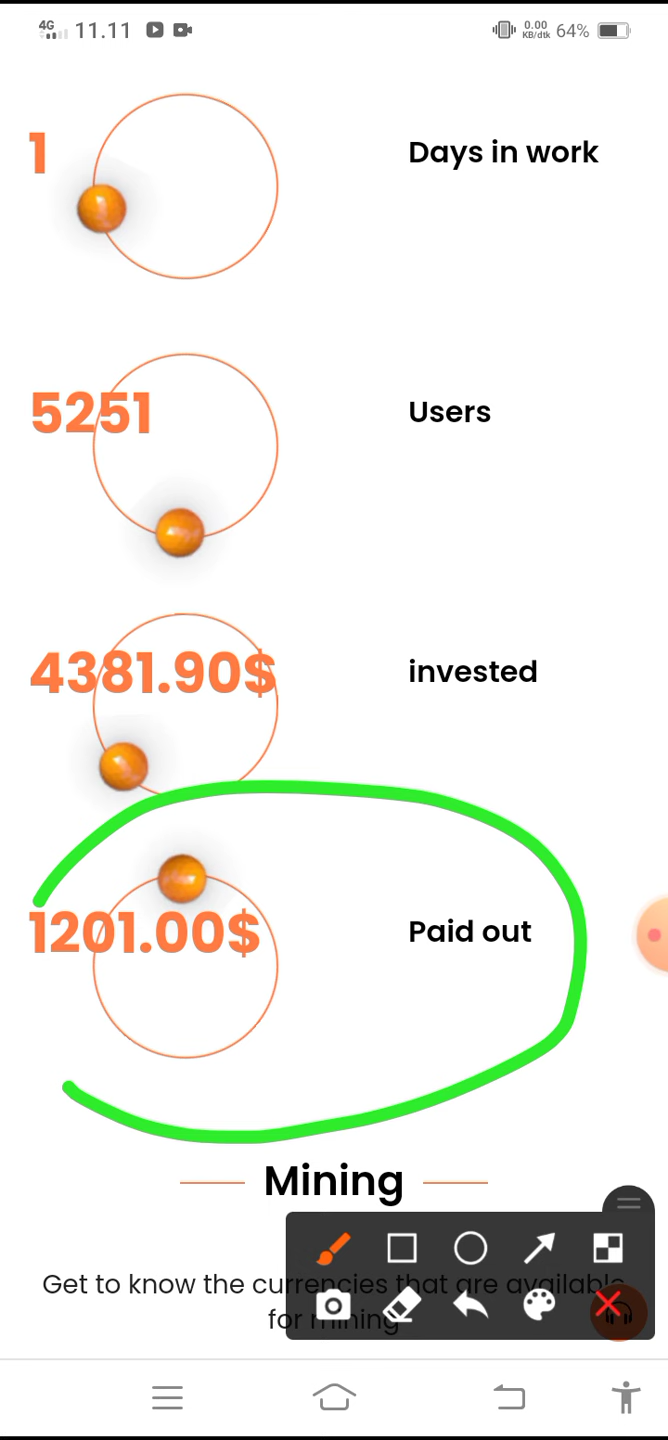 4G 11.11 0.00 KB/dtk 64%
1 Days in work
5251 Users
4381.90$ invested
1201.00$ Paid out
Mining
Get to know the currencies that are available
for mining